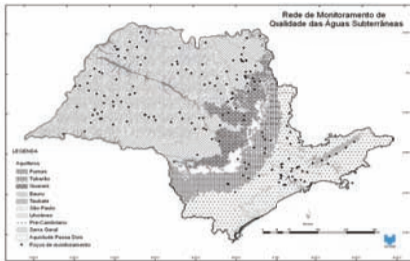 Rede de Monitoramento de
Qualidade das Águas Subterrâneas
LEGENDA
Aquíferos
Furnas
Tubarão
Guarani
Bauru
Taubaté
São Paulo
Litorâneo
Pré-Cambriano
Serra Geral
Aquiclude Passa Dois
Poços de monitoramento